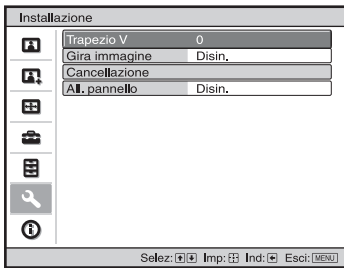 Installazione
Trapezio V 0
Gira immagine Disin.
Cancellazione
All. pannello Disin.
Selez: Imp: Ind: Esci: MENU